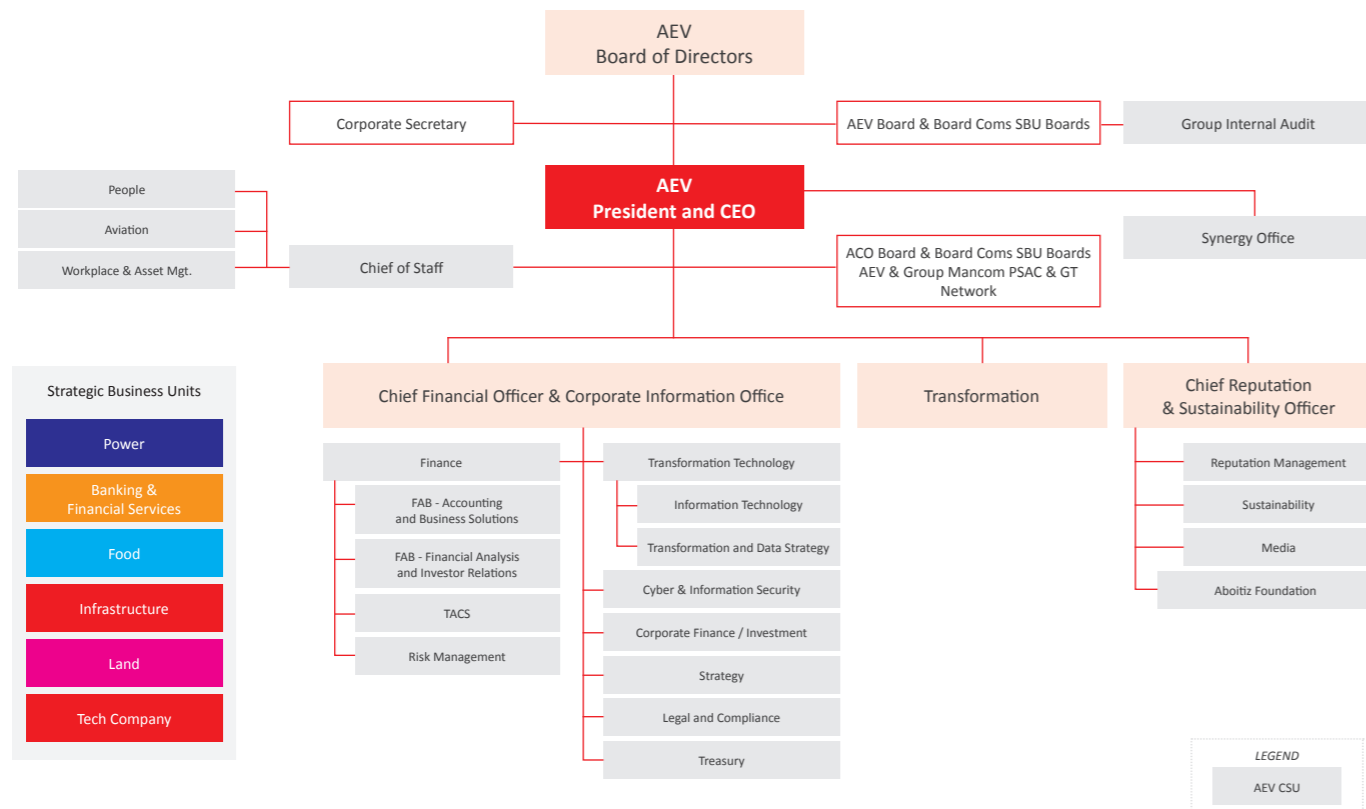 AEV
Board of Directors
Corporate Secretary
AEV Board & Board Coms SBU Boards
Group Internal Audit
People
Aviation
Workplace & Asset Mgt.
AEV
President and CEO
Synergy Office
Chief of Staff
ACO Board & Board Coms SBU Boards
AEV & Group Mancom PSAC & GT
Network
Strategic Business Units
Power
Banking &
Financial Services
Food
Infrastructure
Land
Tech Company
Chief Financial Officer & Corporate Information Office
Transformation
Chief Reputation
& Sustainability Officer
Finance
FAB - Accounting
and Business Solutions
FAB - Financial Analysis
and Investor Relations
TACS
Risk Management
Transformation Technology
Information Technology
Transformation and Data Strategy
Cyber & Information Security
Corporate Finance / Investment
Strategy
Legal and Compliance
Treasury
Reputation Management
Sustainability
Media
Aboitiz Foundation
LEGEND
AEV CSU